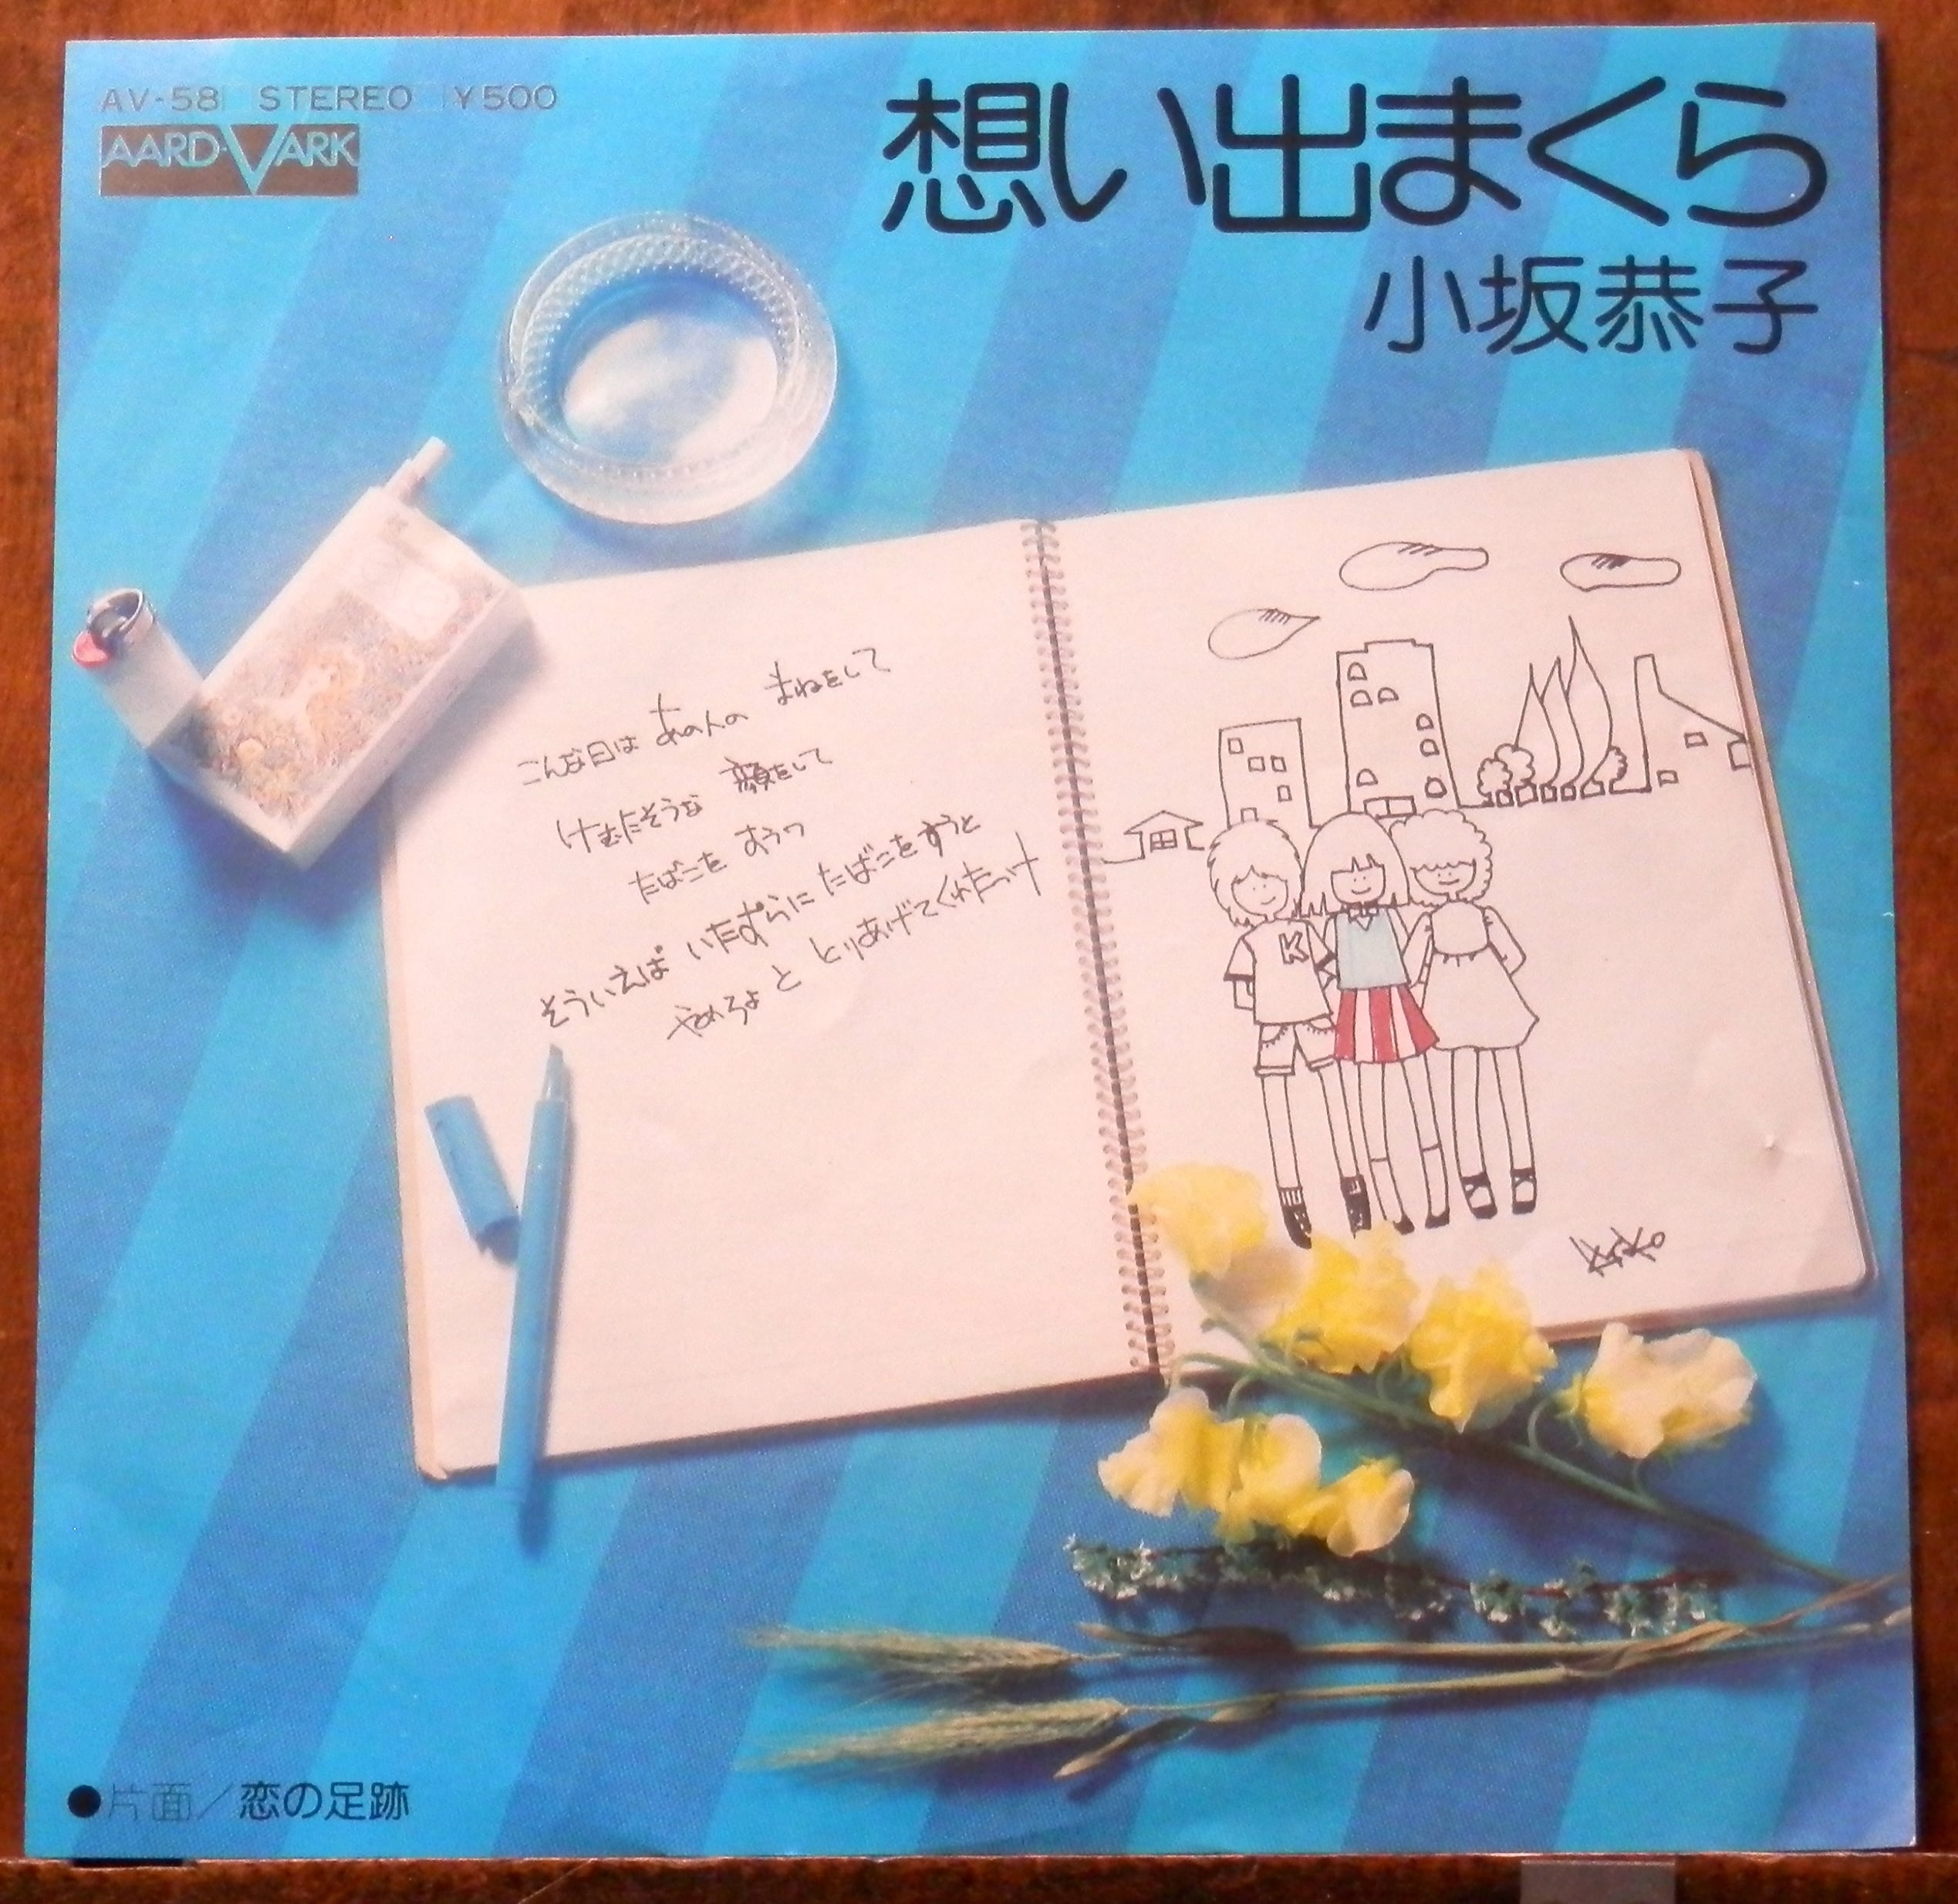 AV-58 STEREO ¥500
AARD-VARK
想い出まくら
小坂恭子
こんな日は あの人の まねをして
けむたそうな 顔をして
たばこを すうわ
そういえば いたずらに たばこをすうと
やめろよ と とりあげてくれたっけ
K
●片面/恋の足跡